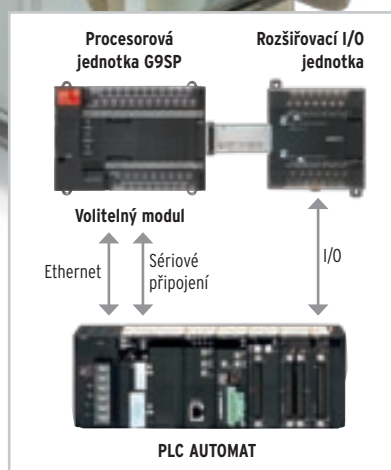 Procesorová
jednotka G9SP
Rozšiřovací I/O
jednotka
Volitelný modul
Ethernet
Sériové
připojení
I/O
PLC AUTOMAT